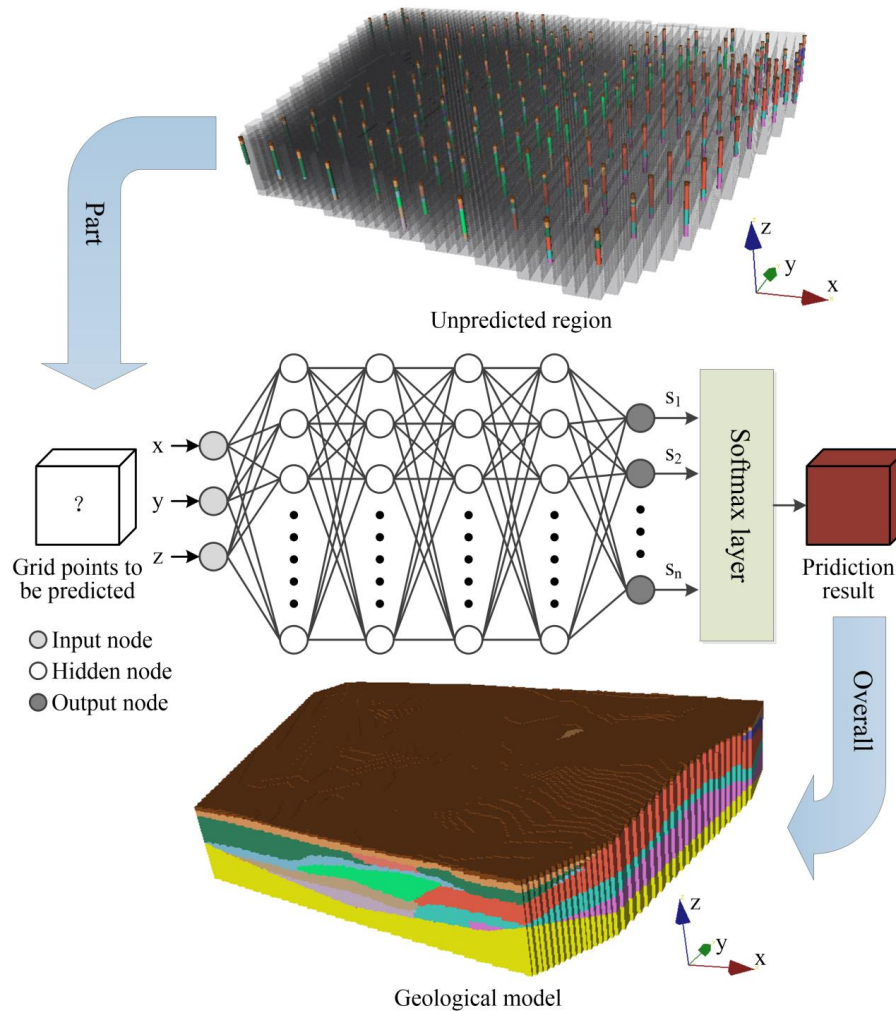 z
y
x
Unpredicted region
Part
x
y
z
?
Grid points to
be predicted
s1
s2
sn
Softmax layer
Pridiction
result
Input node
Hidden node
Output node
Overall
z
y
x
Geological model